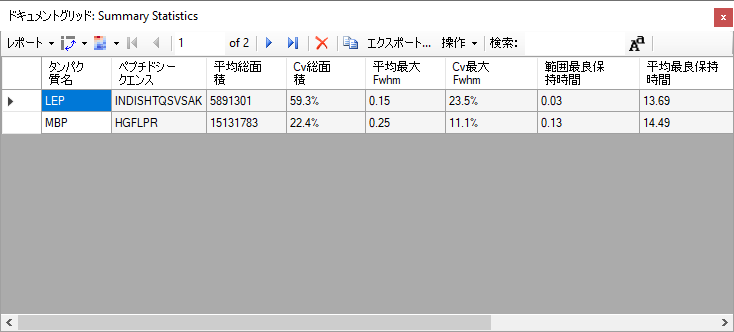 ドキュメントグリッド: Summary Statistics
レポート 1 of 2 エクスポート... 操作 検索:
タンパク質名 ペプチドシークエンス 平均総面積 Cv総面積 平均最大Fwhm Cv最大Fwhm 範囲最良保持時間 平均最良保持時間
LEP INDISHTQSVSAK 5891301 59.3% 0.15 23.5% 0.03 13.69
MBP HGFLPR 15131783 22.4% 0.25 11.1% 0.13 14.49